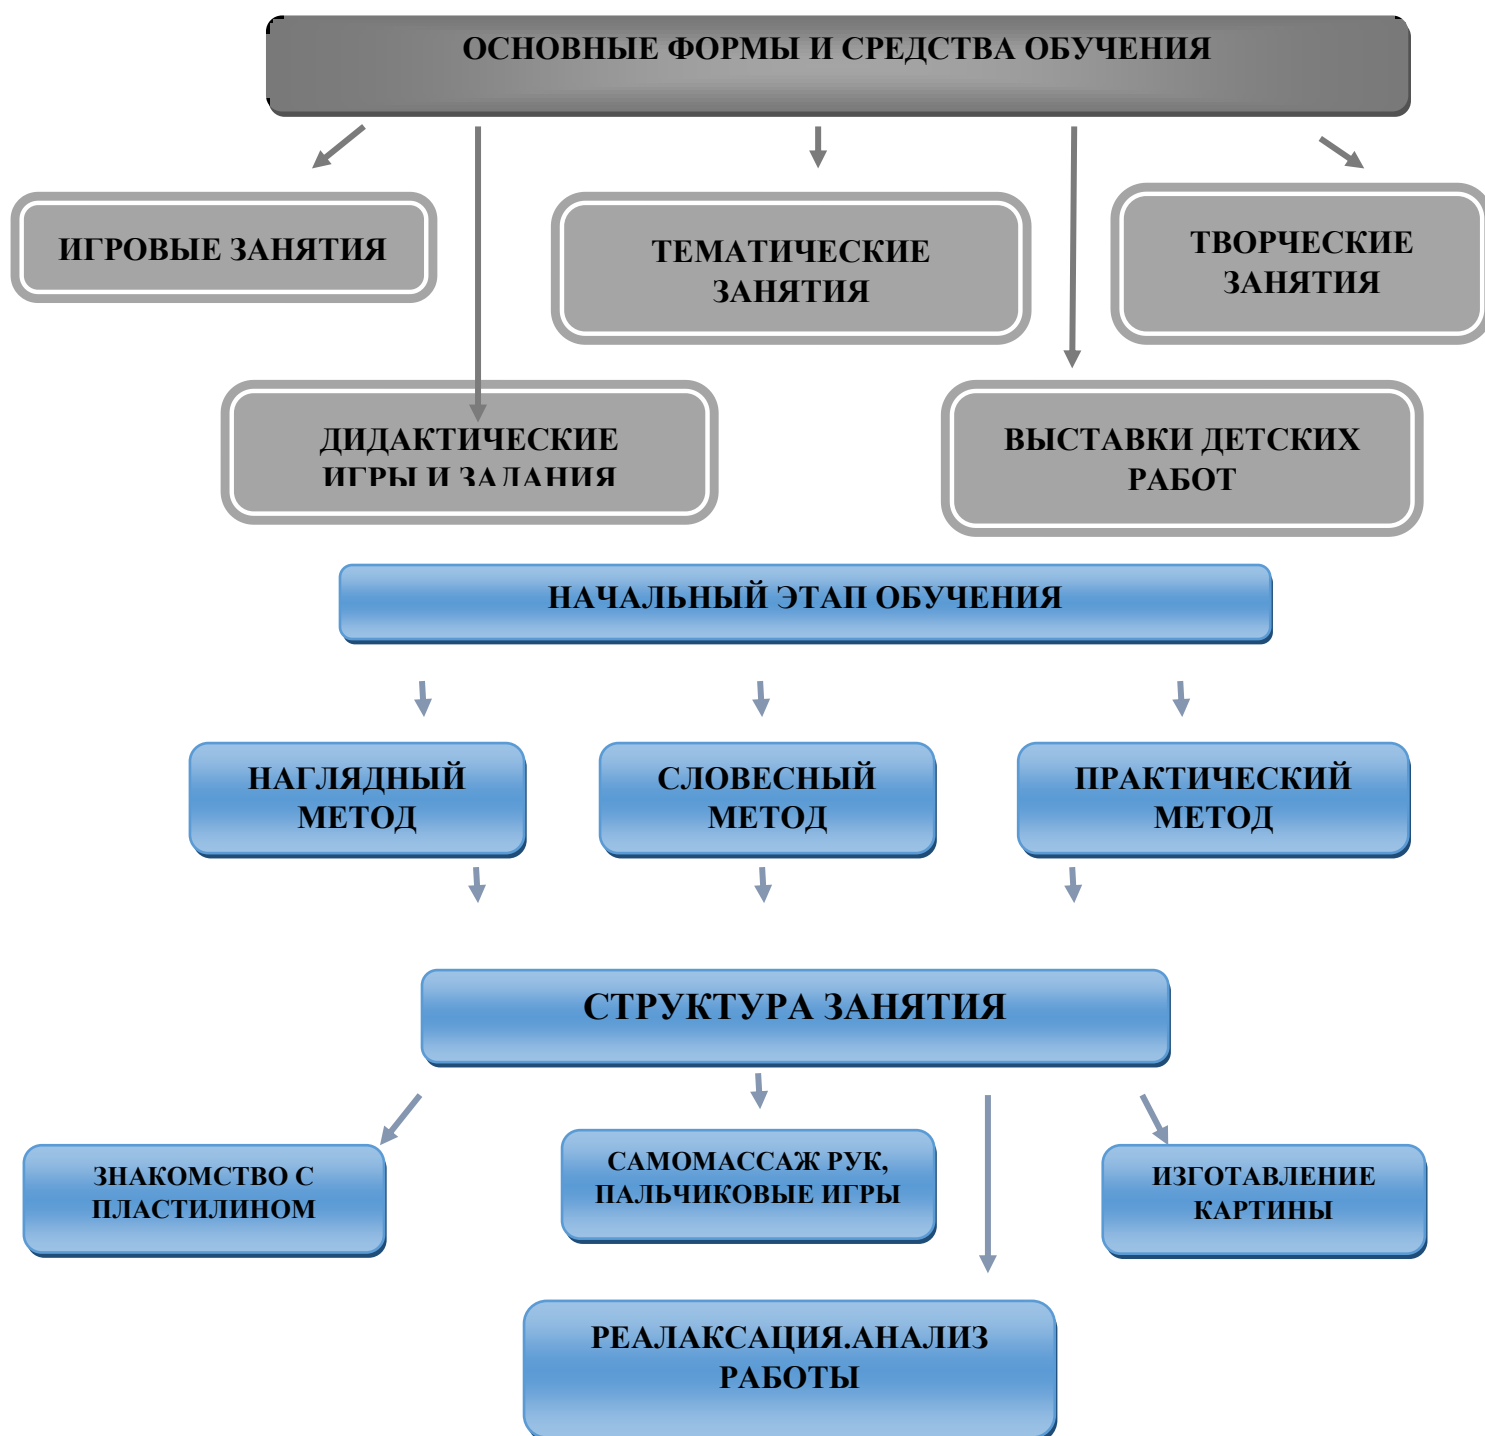 ОСНОВНЫЕ ФОРМЫ И СРЕДСТВА ОБУЧЕНИЯ
ИГРОВЫЕ ЗАНЯТИЯ
ТЕМАТИЧЕСКИЕ
ЗАНЯТИЯ
ТВОРЧЕСКИЕ
ЗАНЯТИЯ
ДИДАКТИЧЕСКИЕ
ИГРЫ И ЗАДАНИЯ
ВЫСТАВКИ ДЕТСКИХ
РАБОТ
НАЧАЛЬНЫЙ ЭТАП ОБУЧЕНИЯ
НАГЛЯДНЫЙ
МЕТОД
СЛОВЕСНЫЙ
МЕТОД
ПРАКТИЧЕСКИЙ
МЕТОД
СТРУКТУРА ЗАНЯТИЯ
ЗНАКОМСТВО С
ПЛАСТИЛИНОМ
САМОМАССАЖ РУК,
ПАЛЬЧИКОВЫЕ ИГРЫ
ИЗГОТАВЛЕНИЕ
КАРТИНЫ
РЕАЛАКСАЦИЯ.АНАЛИЗ
РАБОТЫ